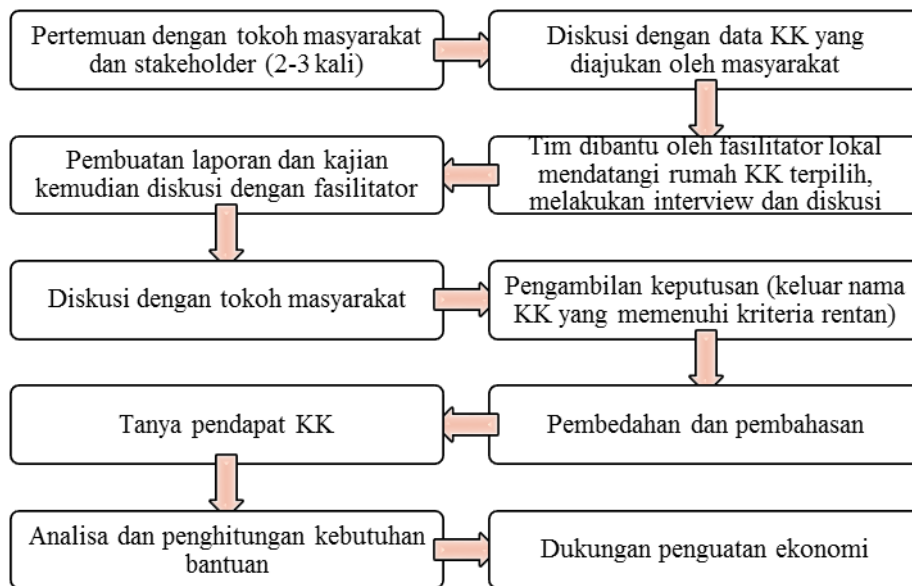 Pertemuan dengan tokoh masyarakat
dan stakeholder (2-3 kali)
Diskusi dengan data KK yang
diajukan oleh masyarakat
Tim dibantu oleh fasilitator lokal
mendatangi rumah KK terpilih,
melakukan interview dan diskusi
Pembuatan laporan dan kajian
kemudian diskusi dengan fasilitator
Diskusi dengan tokoh masyarakat
Pengambilan keputusan (keluar nama
KK yang memenuhi kriteria rentan)
Pembedahan dan pembahasan
Tanya pendapat KK
Analisa dan penghitungan kebutuhan
bantuan
Dukungan penguatan ekonomi